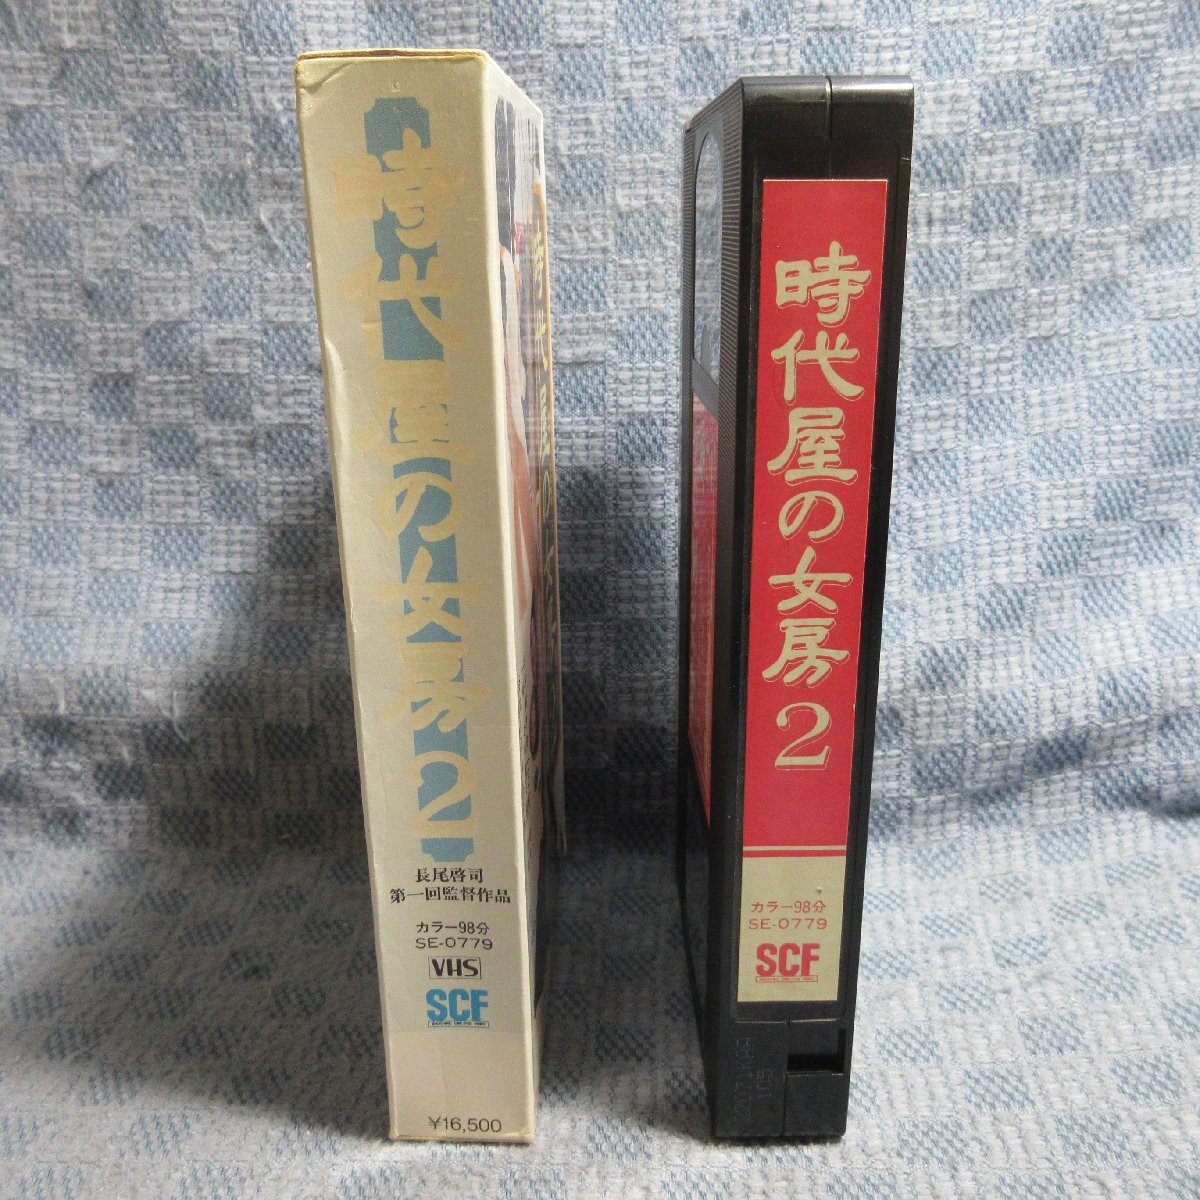 時代屋の女房2
長尾啓司
第一回監督作品
カラー98分
SE-0779
VHS
SCF
¥16,500
時代屋の女房2
カラー98分
SE-0779
SCF